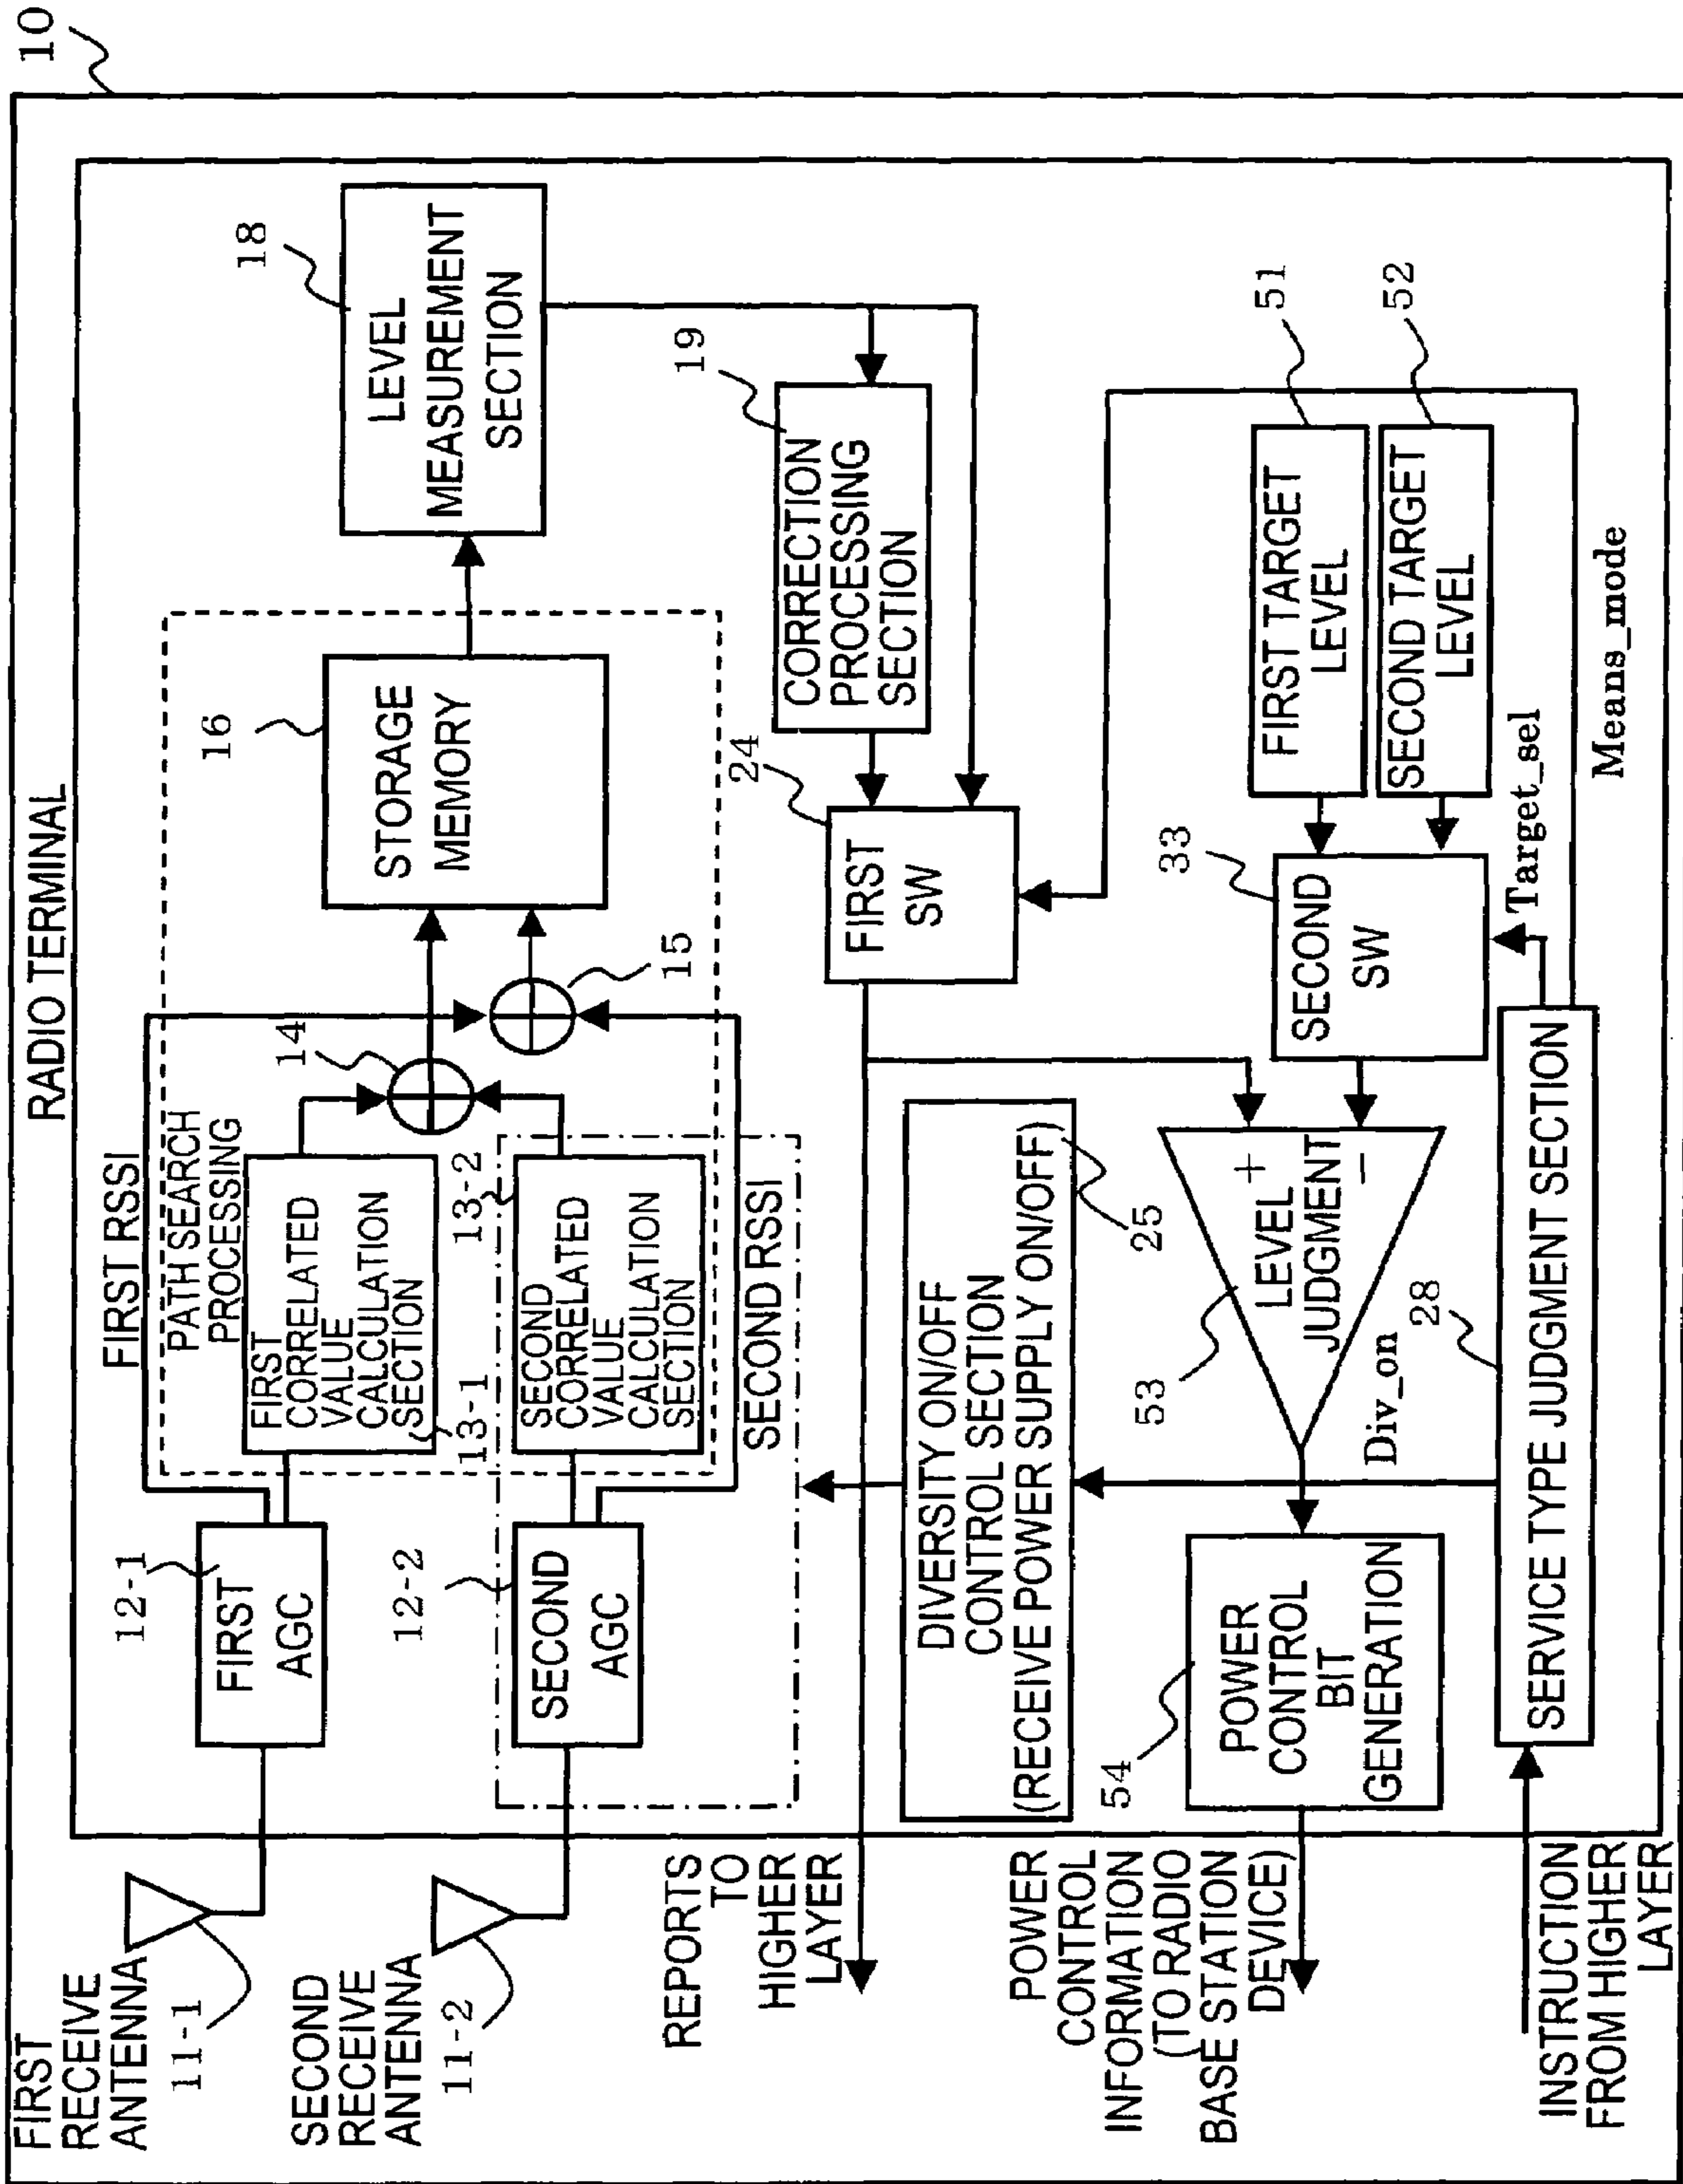 10
RADIO TERMINAL
FIRST
RECEIVE
ANTENNA
11-1
12-1
FIRST
AGC
FIRST RSSI
PATH SEARCH
PROCESSING
FIRST
CORRELATED
VALUE
CALCULATION
SECTION
13-1
14
15
16
STORAGE
MEMORY
18
LEVEL
MEASUREMENT
SECTION
SECOND
RECEIVE
ANTENNA
11-2
12-2
SECOND
AGC
13-2
SECOND
CORRELATED
VALUE
CALCULATION
SECTION
SECOND RSSI
19
CORRECTION
PROCESSING
SECTION
24
FIRST
SW
REPORTS
TO
HIGHER
LAYER
DIVERSITY ON/OFF
CONTROL SECTION
(RECEIVE POWER SUPPLY ON/OFF)
25
51
FIRST TARGET
LEVEL
52
SECOND TARGET
LEVEL
33
SECOND
SW
Target_sel
Means_mode
53
+
LEVEL
JUDGMENT
−
Div_on
54
POWER
CONTROL
BIT
GENERATION
POWER
CONTROL
INFORMATION
(TO RADIO
BASE STATION
DEVICE)
28
SERVICE TYPE JUDGMENT SECTION
INSTRUCTION
FROM HIGHER
LAYER